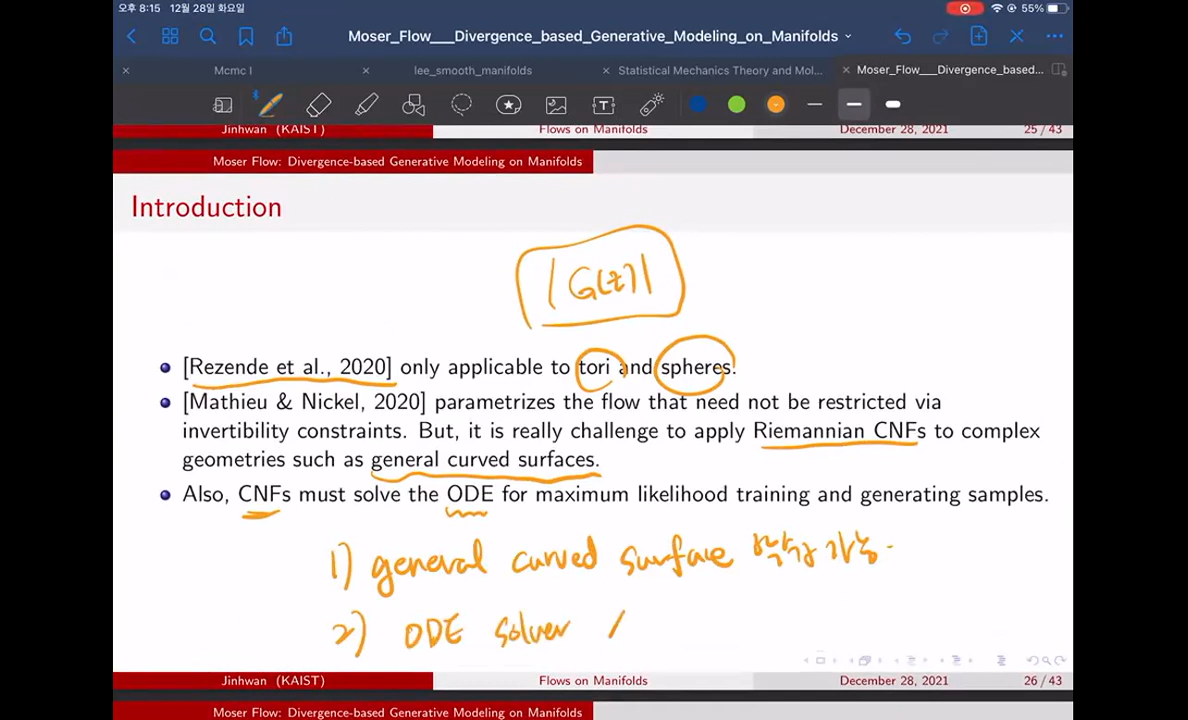 오후 8:15 12월 28일 화요일
55%
Moser_Flow___Divergence_based_Generative_Modeling_on_Manifolds
Mcmc I
lee_smooth_manifolds
Statistical Mechanics Theory and Mol...
Moser_Flow___Divergence_based...
Jinhwan (KAIST) Flows on Manifolds December 28, 2021 25 / 43
Moser Flow: Divergence-based Generative Modeling on Manifolds
Introduction
|G(z)|
[Rezende et al., 2020] only applicable to tori and spheres.
[Mathieu & Nickel, 2020] parametrizes the flow that need not be restricted via
invertibility constraints. But, it is really challenge to apply Riemannian CNFs to complex
geometries such as general curved surfaces.
Also, CNFs must solve the ODE for maximum likelihood training and generating samples.
1) general curved surface 가능
2) ODE solver
Jinhwan (KAIST) Flows on Manifolds December 28, 2021 26 / 43
Moser Flow: Divergence-based Generative Modeling on Manifolds